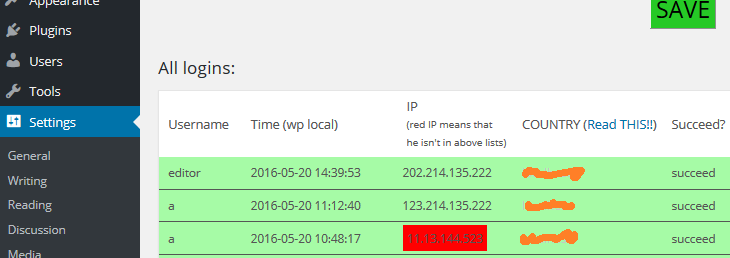 Appearance
SAVE
Plugins
Users
Tools
Settings
General
Writing
Reading
Discussion
Media
All logins:
Username Time (wp local) IP COUNTRY (Read THIS!!) Succeed?
(red IP means that
he isn't in above lists)
editor 2016-05-20 14:39:53 202.214.135.222 succeed
a 2016-05-20 11:12:40 123.214.135.222 succeed
a 2016-05-20 10:48:17 11.13.144.523 succeed